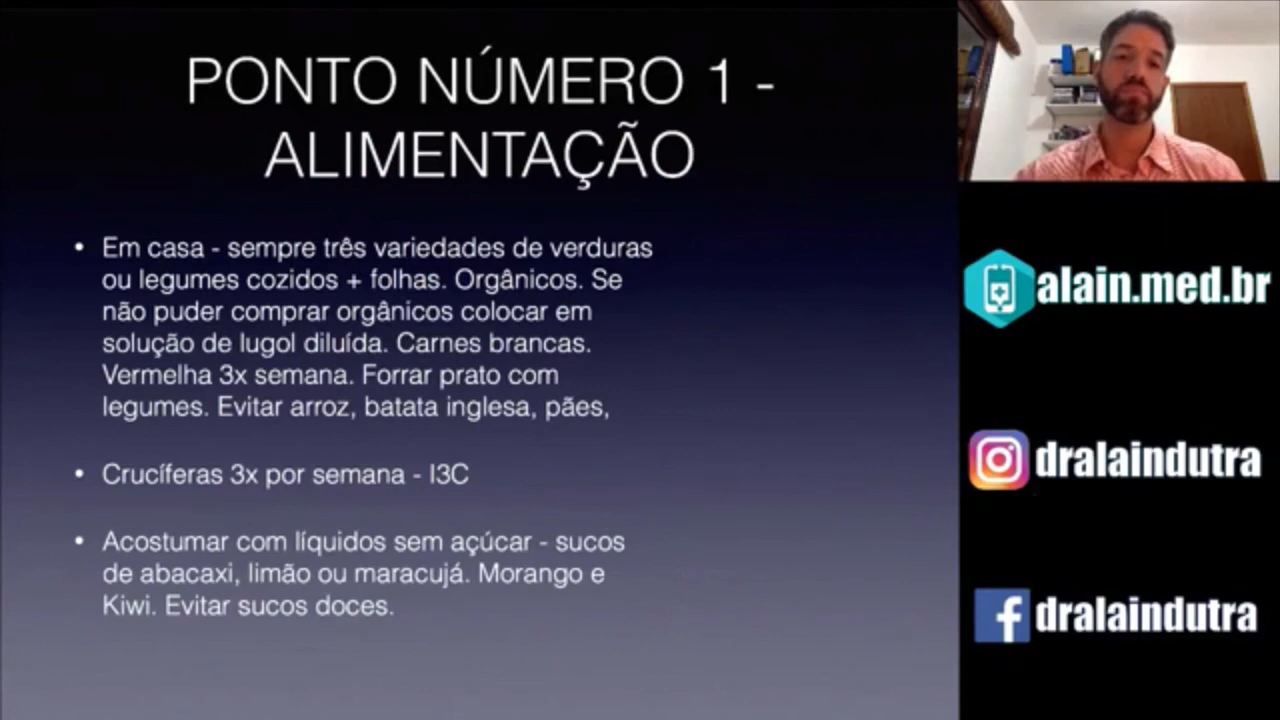 PONTO NÚMERO 1 -
ALIMENTAÇÃO
• Em casa - sempre três variedades de verduras
ou legumes cozidos + folhas. Orgânicos. Se
não puder comprar orgânicos colocar em
solução de lugol diluída. Carnes brancas.
Vermelha 3x semana. Forrar prato com
legumes. Evitar arroz, batata inglesa, pães,
• Crucíferas 3x por semana - I3C
• Acostumar com líquidos sem açúcar - sucos
de abacaxi, limão ou maracujá. Morango e
Kiwi. Evitar sucos doces.
alain.med.br
dralaindutra
dralaindutra